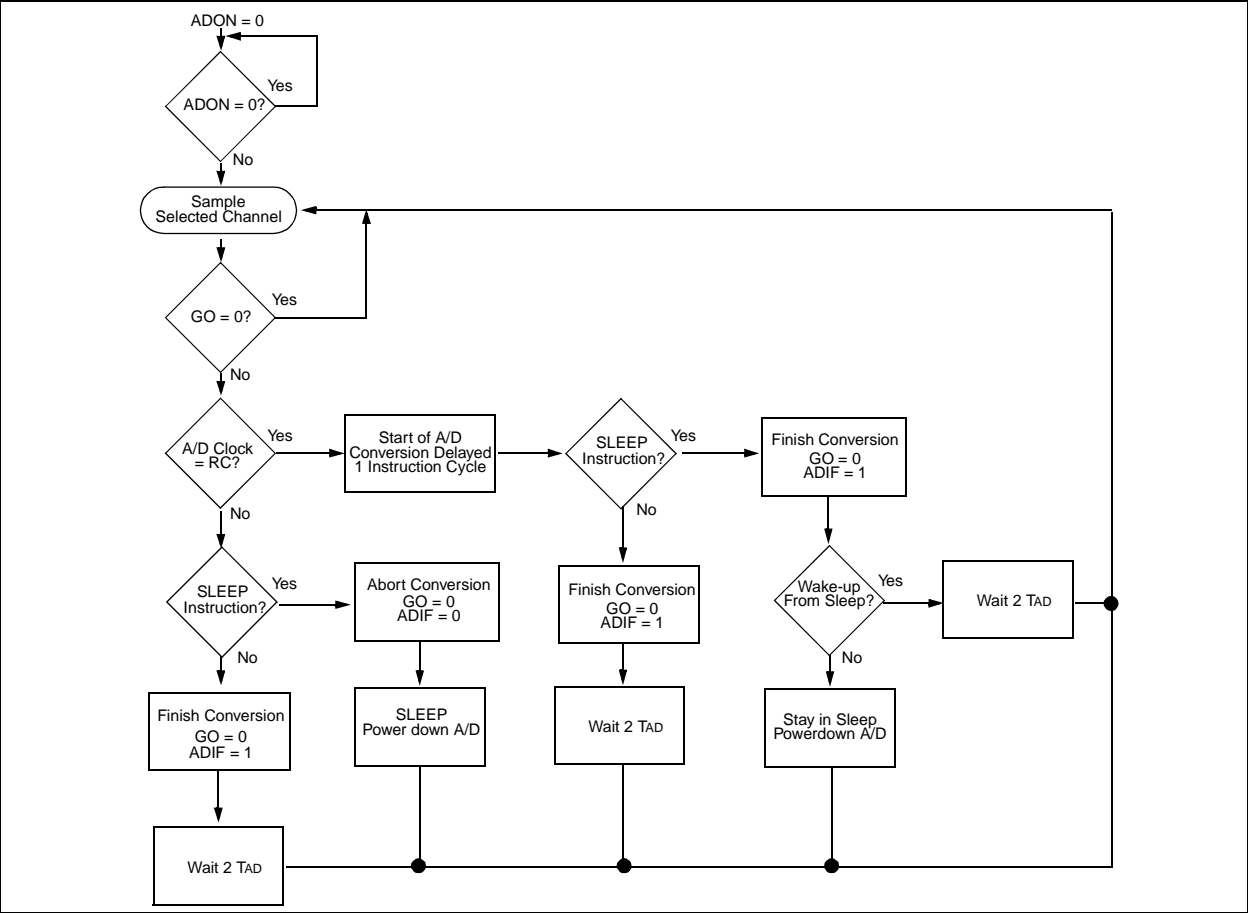 ADON = 0
Yes
ADON = 0?
No
Sample
Selected Channel
Yes
GO = 0?
No
A/D Clock
= RC?
Yes
Start of A/D
Conversion Delayed
1 Instruction Cycle
SLEEP
Instruction?
Yes
Finish Conversion
GO = 0
ADIF = 1
No
No
SLEEP
Instruction?
Yes
Abort Conversion
GO = 0
ADIF = 0
Finish Conversion
GO = 0
ADIF = 1
Wake-up
From Sleep?
Yes
Wait 2 TAD
No
No
Finish Conversion
GO = 0
ADIF = 1
SLEEP
Power down A/D
Wait 2 TAD
Stay in Sleep
Powerdown A/D
Wait 2 TAD